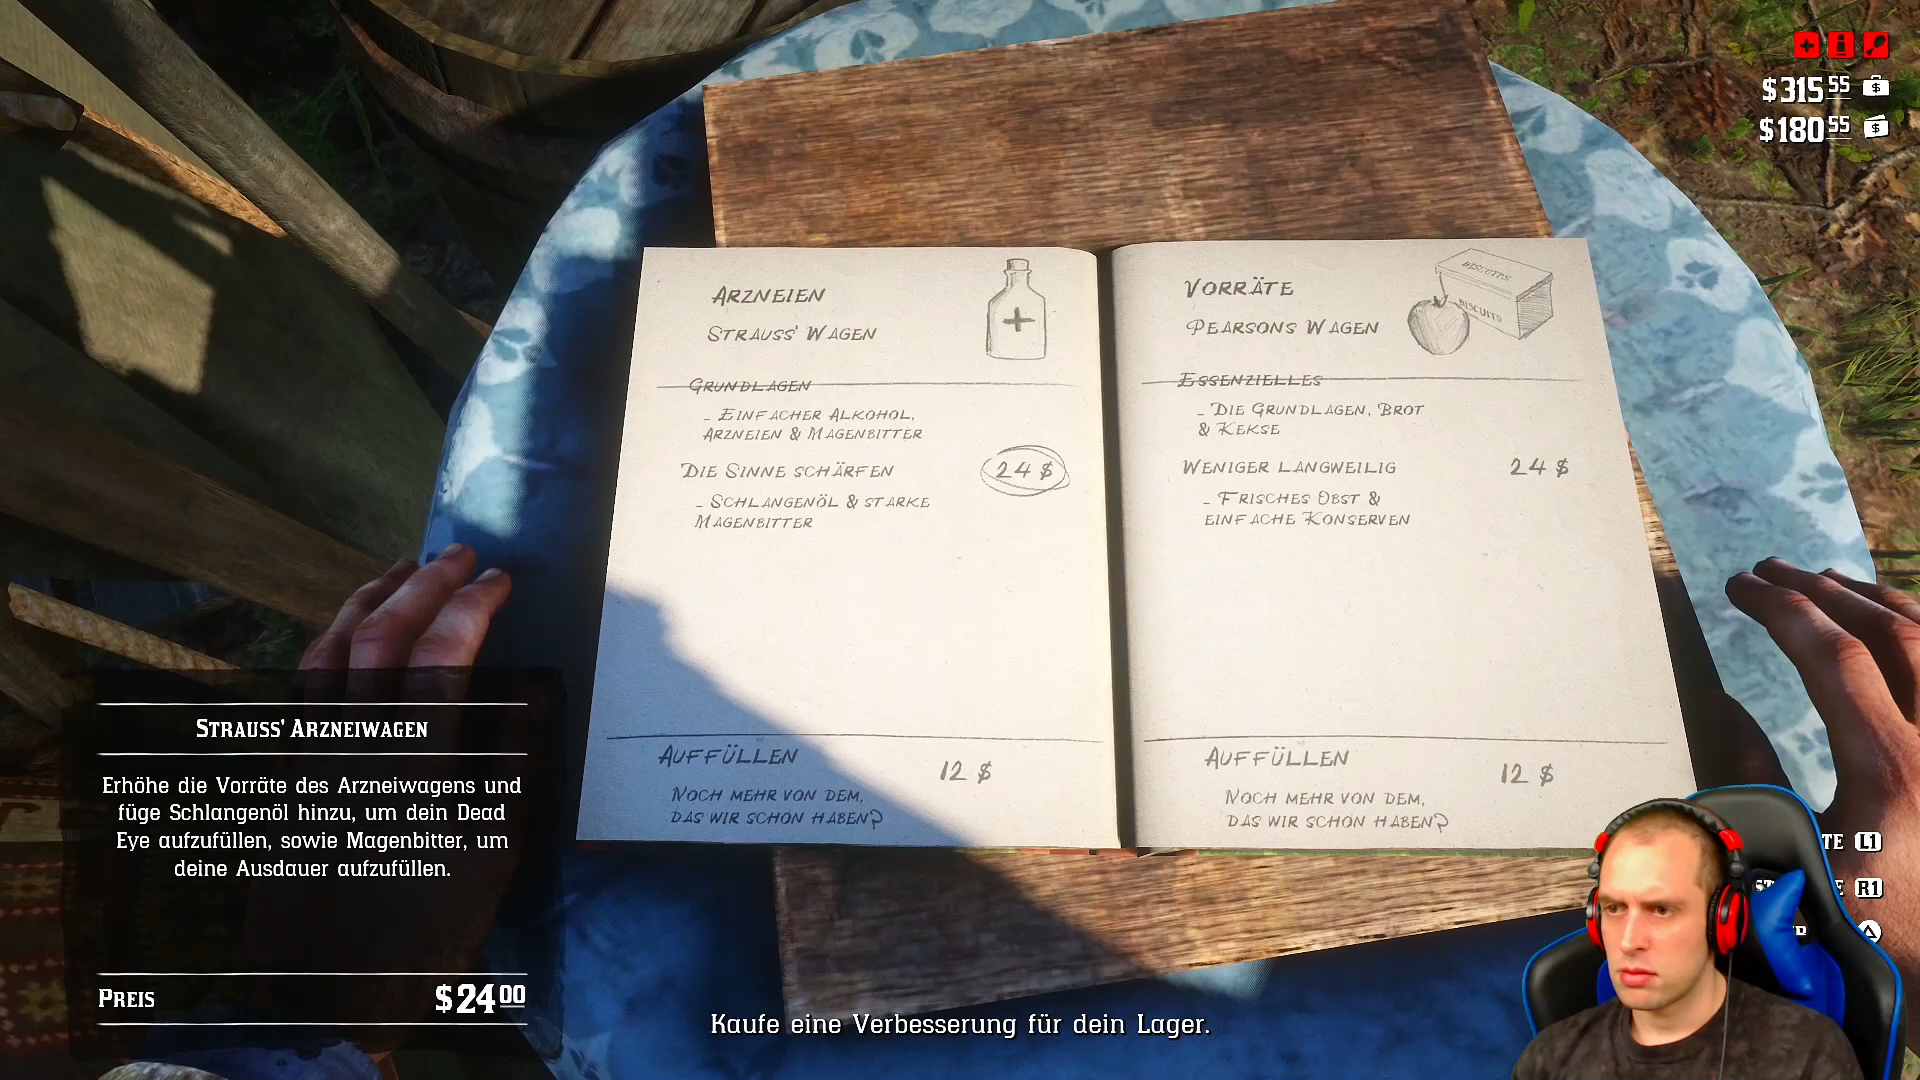 $315 55
$180 55
ARZNEIEN
STRAUSS' WAGEN
GRUNDLAGEN
- EINFACHER ALKOHOL,
ARZNEIEN & MAGENBITTER
DIE SINNE SCHÄRFEN 24 $
- SCHLANGENÖL & STARKE
MAGENBITTER
AUFFÜLLEN 12 $
NOCH MEHR VON DEM,
DAS WIR SCHON HABEN?
VORRÄTE
PEARSONS WAGEN
BISCUITS
BISCUITS
ESSENZIELLES
- DIE GRUNDLAGEN, BROT
& KEKSE
WENIGER LANGWEILIG 24 $
- FRISCHES OBST &
EINFACHE KONSERVEN
AUFFÜLLEN 12 $
NOCH MEHR VON DEM,
DAS WIR SCHON HABEN?
STRAUSS' ARZNEIWAGEN
Erhöhe die Vorräte des Arzneiwagens und
füge Schlangenöl hinzu, um dein Dead
Eye aufzufüllen, sowie Magenbitter, um
deine Ausdauer aufzufüllen.
PREIS $24 00
Kaufe eine Verbesserung für dein Lager.
L1
R1